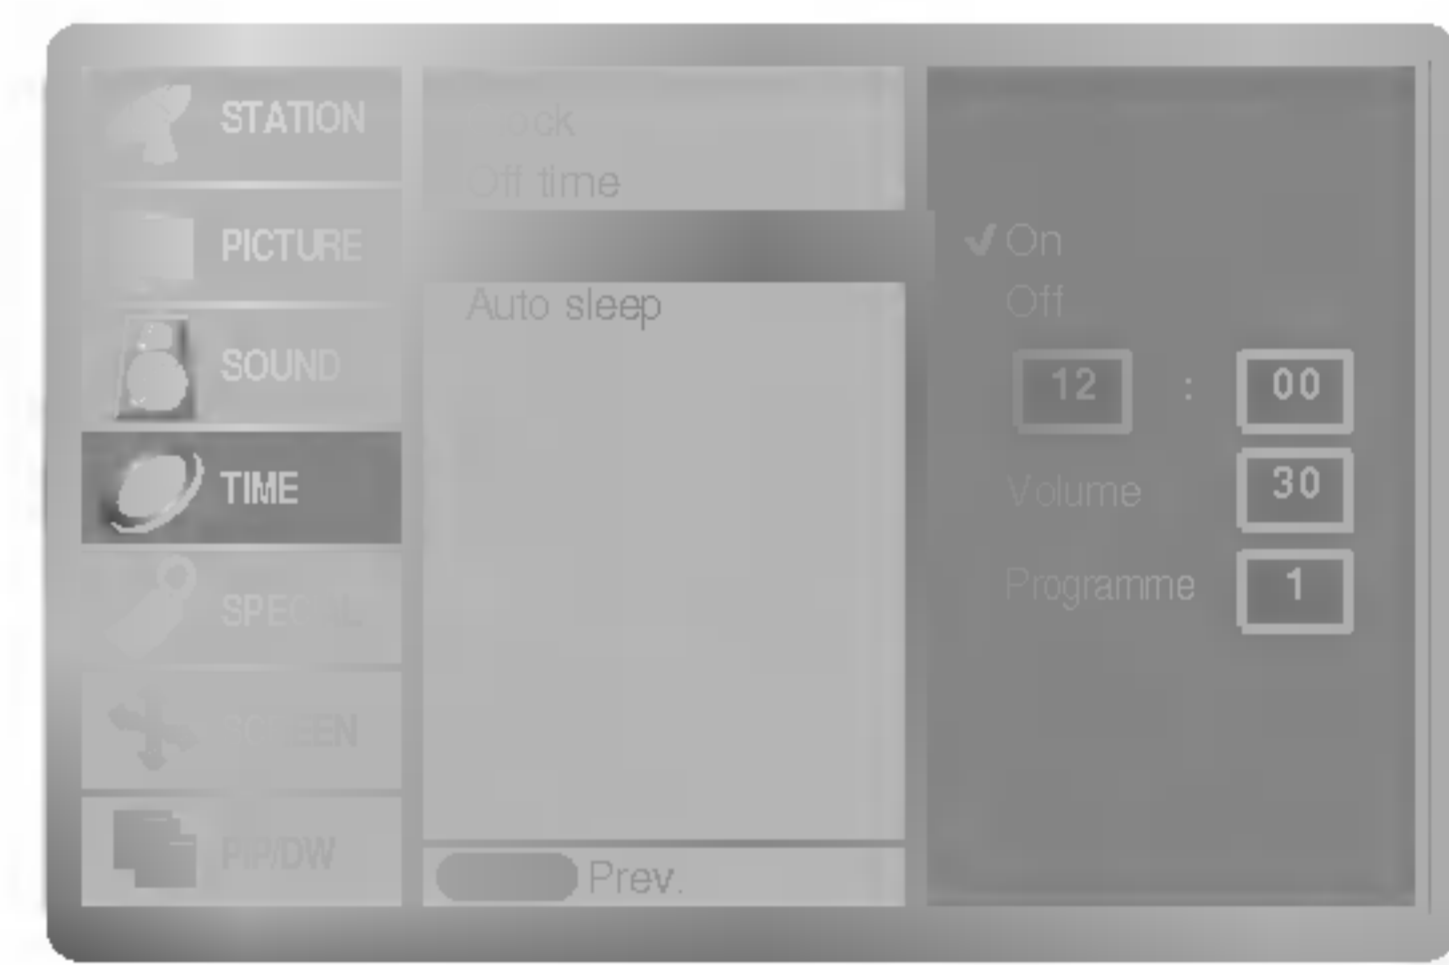 STATION
PICTURE
SOUND
TIME
SPECIAL
SCREEN
PIP/DW
Clock
Off time
Auto sleep
Prev.
✔On
Off
12 : 00
Volume 30
Programme 1